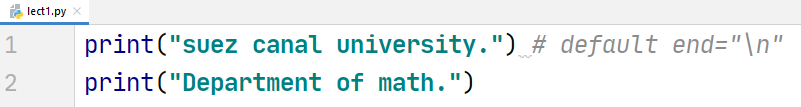 lect1.py
1 print("suez canal university.") # default end="\n"
2 print("Department of math.")